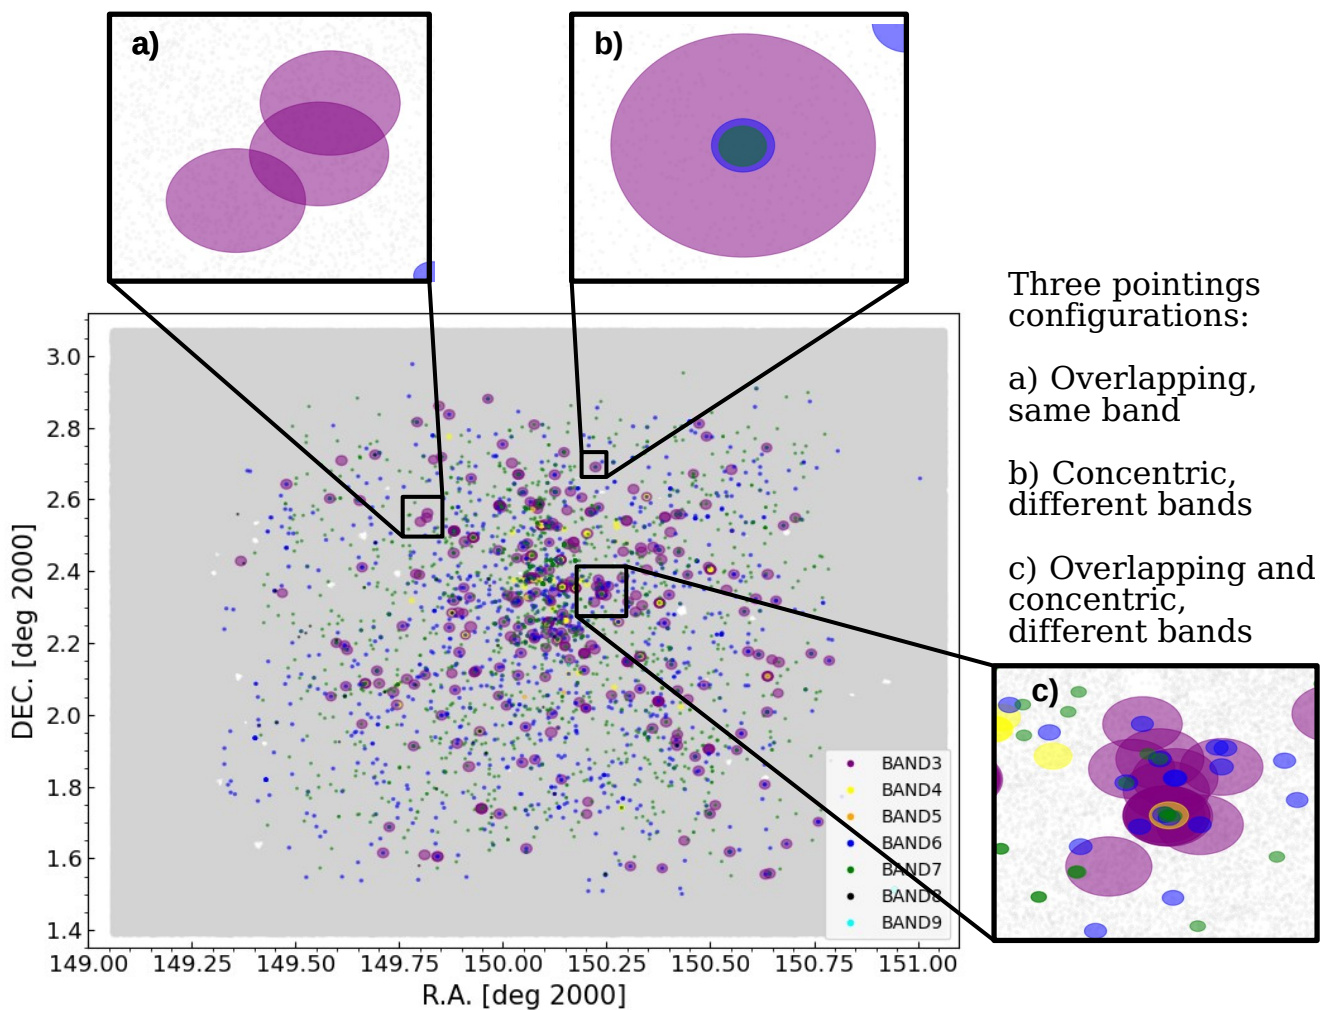 a)
b)
Three pointings
configurations:
a) Overlapping,
same band
b) Concentric,
different bands
c) Overlapping and
concentric,
different bands
c)
3.0
2.8
2.6
2.4
2.2
2.0
1.8
1.6
1.4
DEC. [deg 2000]
BAND3
BAND4
BAND5
BAND6
BAND7
BAND8
BAND9
149.00 149.25 149.50 149.75 150.00 150.25 150.50 150.75 151.00
R.A. [deg 2000]